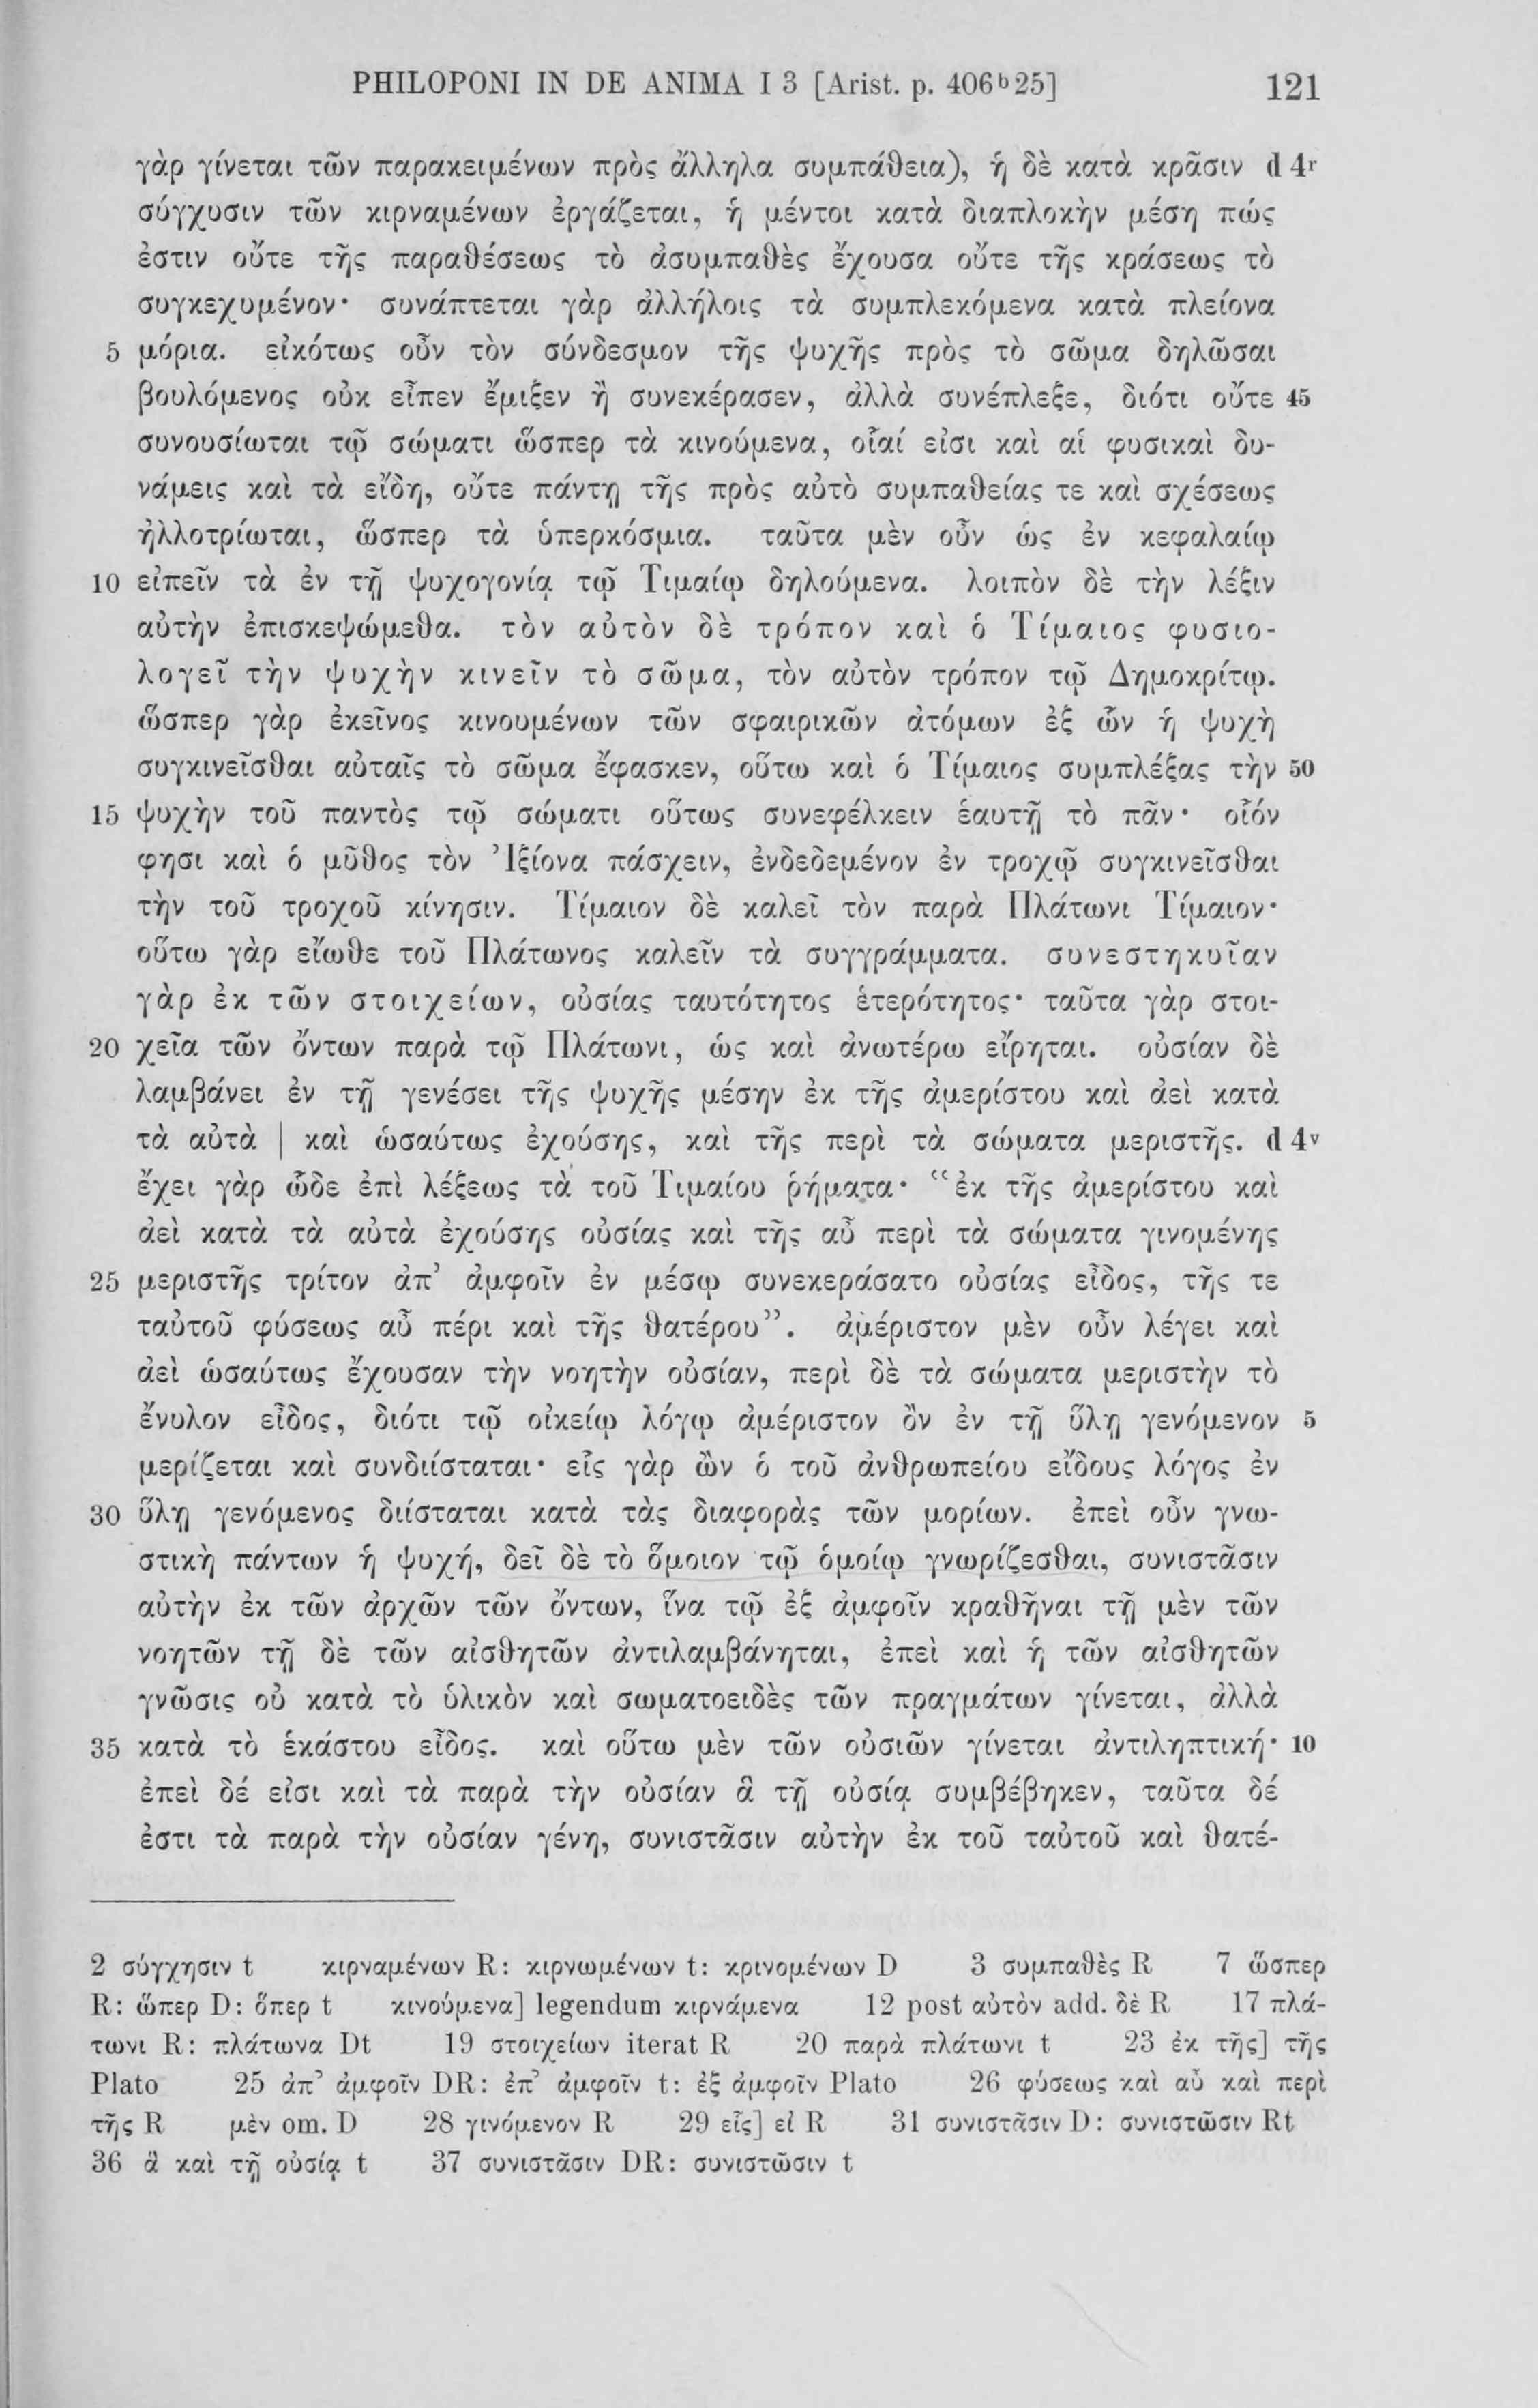 PHILOPONI IN DE ANIMA I 3 [Arist. p. 406ᵇ25] 121
γὰρ γίνεται τῶν παρακειμένων πρὸς ἄλληλα συμπάθεια), ἡ δὲ κατὰ κρᾶσιν d 4ʳ
σύγχυσιν τῶν κιρναμένων ἐργάζεται, ἡ μέντοι κατὰ διαπλοκὴν μέση πώς
ἐστιν οὔτε τῆς παραθέσεως τὸ ἀσυμπαθὲς ἔχουσα οὔτε τῆς κράσεως τὸ
συγκεχυμένον· συνάπτεται γὰρ ἀλλήλοις τὰ συμπλεκόμενα κατὰ πλείονα
5 μόρια. εἰκότως οὖν τὸν σύνδεσμον τῆς ψυχῆς πρὸς τὸ σῶμα δηλῶσαι
βουλόμενος οὐκ εἶπεν ἔμιξεν ἢ συνεκέρασεν, ἀλλὰ συνέπλεξε, διότι οὔτε 45
συνουσίωται τῷ σώματι ὥσπερ τὰ κινούμενα, οἷαί εἰσι καὶ αἱ φυσικαὶ δυ-
νάμεις καὶ τὰ εἴδη, οὔτε πάντῃ τῆς πρὸς αὐτὸ συμπαθείας τε καὶ σχέσεως
ἠλλοτρίωται, ὥσπερ τὰ ὑπερκόσμια. ταῦτα μὲν οὖν ὡς ἐν κεφαλαίῳ
10 εἰπεῖν τὰ ἐν τῇ ψυχογονίᾳ τῷ Τιμαίῳ δηλούμενα. λοιπὸν δὲ τὴν λέξιν
αὐτὴν ἐπισκεψώμεθα. τὸν αὐτὸν δὲ τρόπον καὶ ὁ Τίμαιος φυσιο-
λογεῖ τὴν ψυχὴν κινεῖν τὸ σῶμα, τὸν αὐτὸν τρόπον τῷ Δημοκρίτῳ.
ὥσπερ γὰρ ἐκεῖνος κινουμένων τῶν σφαιρικῶν ἀτόμων ἐξ ὧν ἡ ψυχὴ
συγκινεῖσθαι αὐταῖς τὸ σῶμα ἔφασκεν, οὕτω καὶ ὁ Τίμαιος συμπλέξας τὴν 50
15 ψυχὴν τοῦ παντὸς τῷ σώματι οὕτως συνεφέλκειν ἑαυτῇ τὸ πᾶν· οἷόν
φησι καὶ ὁ μῦθος τὸν Ἰξίονα πάσχειν, ἐνδεδεμένον ἐν τροχῷ συγκινεῖσθαι
τὴν τοῦ τροχοῦ κίνησιν. Τίμαιον δὲ καλεῖ τὸν παρὰ Πλάτωνι Τίμαιον·
οὕτω γὰρ εἴωθε τοῦ Πλάτωνος καλεῖν τὰ συγγράμματα. συνεστηκυῖαν
γὰρ ἐκ τῶν στοιχείων, οὐσίας ταυτότητος ἑτερότητος· ταῦτα γὰρ στοι-
20 χεῖα τῶν ὄντων παρὰ τῷ Πλάτωνι, ὡς καὶ ἀνωτέρω εἴρηται. οὐσίαν δὲ
λαμβάνει ἐν τῇ γενέσει τῆς ψυχῆς μέσην ἐκ τῆς ἀμερίστου καὶ ἀεὶ κατὰ
τὰ αὐτὰ | καὶ ὡσαύτως ἐχούσης, καὶ τῆς περὶ τὰ σώματα μεριστῆς. d 4ᵛ
ἔχει γὰρ ὧδε ἐπὶ λέξεως τὰ τοῦ Τιμαίου ῥήματα· “ἐκ τῆς ἀμερίστου καὶ
ἀεὶ κατὰ τὰ αὐτὰ ἐχούσης οὐσίας καὶ τῆς αὖ περὶ τὰ σώματα γινομένης
25 μεριστῆς τρίτον ἀπ’ ἀμφοῖν ἐν μέσῳ συνεκεράσατο οὐσίας εἶδος, τῆς τε
ταὐτοῦ φύσεως αὖ πέρι καὶ τῆς θατέρου”. ἀμέριστον μὲν οὖν λέγει καὶ
ἀεὶ ὡσαύτως ἔχουσαν τὴν νοητὴν οὐσίαν, περὶ δὲ τὰ σώματα μεριστὴν τὸ
ἔνυλον εἶδος, διότι τῷ οἰκείῳ λόγῳ ἀμέριστον ὂν ἐν τῇ ὕλῃ γενόμενον 5
μερίζεται καὶ συνδιίσταται· εἷς γὰρ ὢν ὁ τοῦ ἀνθρωπείου εἴδους λόγος ἐν
30 ὕλῃ γενόμενος διίσταται κατὰ τὰς διαφορὰς τῶν μορίων. ἐπεὶ οὖν γνω-
στικὴ πάντων ἡ ψυχή, δεῖ δὲ τὸ ὅμοιον τῷ ὁμοίῳ γνωρίζεσθαι, συνιστᾶσιν
αὐτὴν ἐκ τῶν ἀρχῶν τῶν ὄντων, ἵνα τῷ ἐξ ἀμφοῖν κραθῆναι τῇ μὲν τῶν
νοητῶν τῇ δὲ τῶν αἰσθητῶν ἀντιλαμβάνηται, ἐπεὶ καὶ ἡ τῶν αἰσθητῶν
γνῶσις οὐ κατὰ τὸ ὑλικὸν καὶ σωματοειδὲς τῶν πραγμάτων γίνεται, ἀλλὰ
35 κατὰ τὸ ἑκάστου εἶδος. καὶ οὕτω μὲν τῶν οὐσιῶν γίνεται ἀντιληπτική· 10
ἐπεὶ δέ εἰσι καὶ τὰ παρὰ τὴν οὐσίαν ἃ τῇ οὐσίᾳ συμβέβηκεν, ταῦτα δέ
ἐστι τὰ παρὰ τὴν οὐσίαν γένη, συνιστᾶσιν αὐτὴν ἐκ τοῦ ταὐτοῦ καὶ θατέ-
2 σύγχησιν t κιρναμένων R: κιρνωμένων t: κρινομένων D 3 συμπαθὲς R 7 ὥσπερ
R: ὥπερ D: ὅπερ t κινούμενα] legendum κιρνάμενα 12 post αὐτὸν add. δὲ R 17 πλά-
τωνι R: πλάτωνα Dt 19 στοιχείων iterat R 20 παρὰ πλάτωνι t 23 ἐκ τῆς] τῆς
Plato 25 ἀπ’ ἀμφοῖν DR: ἐπ’ ἀμφοῖν t: ἐξ ἀμφοῖν Plato 26 φύσεως καὶ αὖ καὶ περὶ
τῆς R μὲν om. D 28 γινόμενον R 29 εἷς] εἰ R 31 συνιστᾶσιν D: συνιστῶσιν Rt
36 ἃ καὶ τῇ οὐσίᾳ t 37 συνιστᾶσιν DR: συνιστῶσιν t